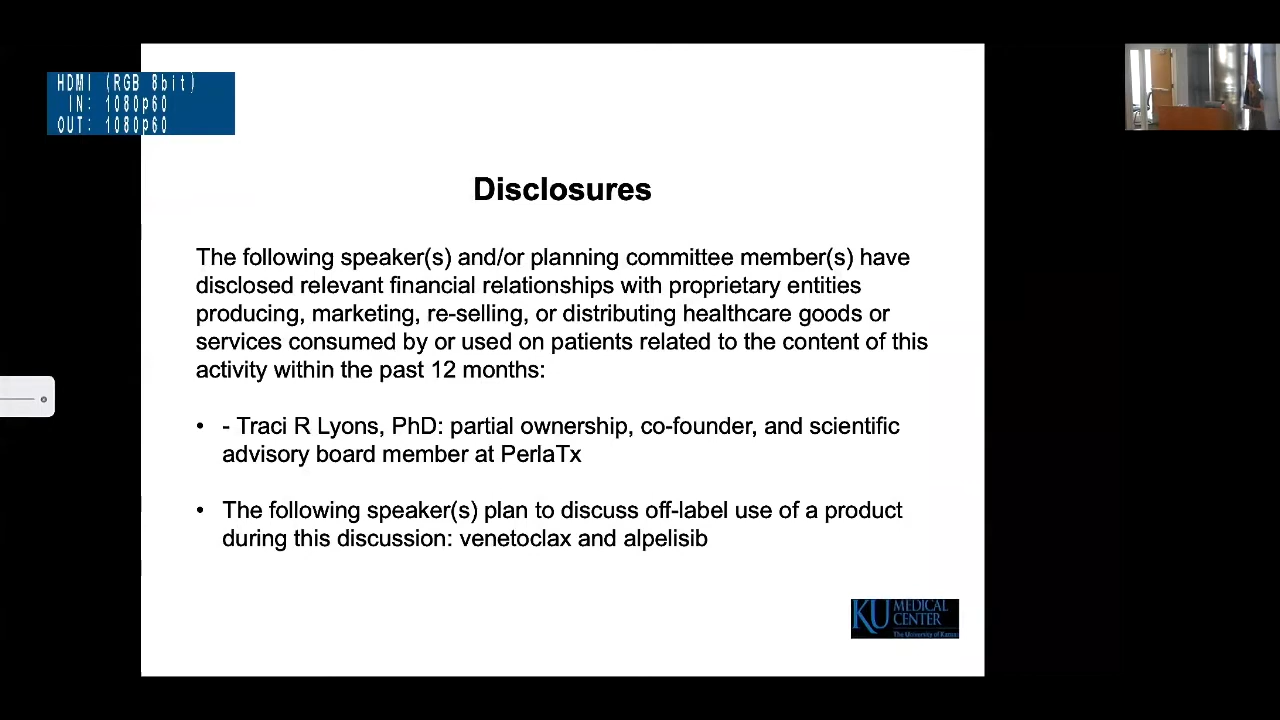 HDMI (RGB 8bit)
IN: 1080p60
OUT: 1080p60
Disclosures
The following speaker(s) and/or planning committee member(s) have
disclosed relevant financial relationships with proprietary entities
producing, marketing, re-selling, or distributing healthcare goods or
services consumed by or used on patients related to the content of this
activity within the past 12 months:
• - Traci R Lyons, PhD: partial ownership, co-founder, and scientific
advisory board member at PerlaTx
• The following speaker(s) plan to discuss off-label use of a product
during this discussion: venetoclax and alpelisib
KU MEDICAL
CENTER
The University of Kansas